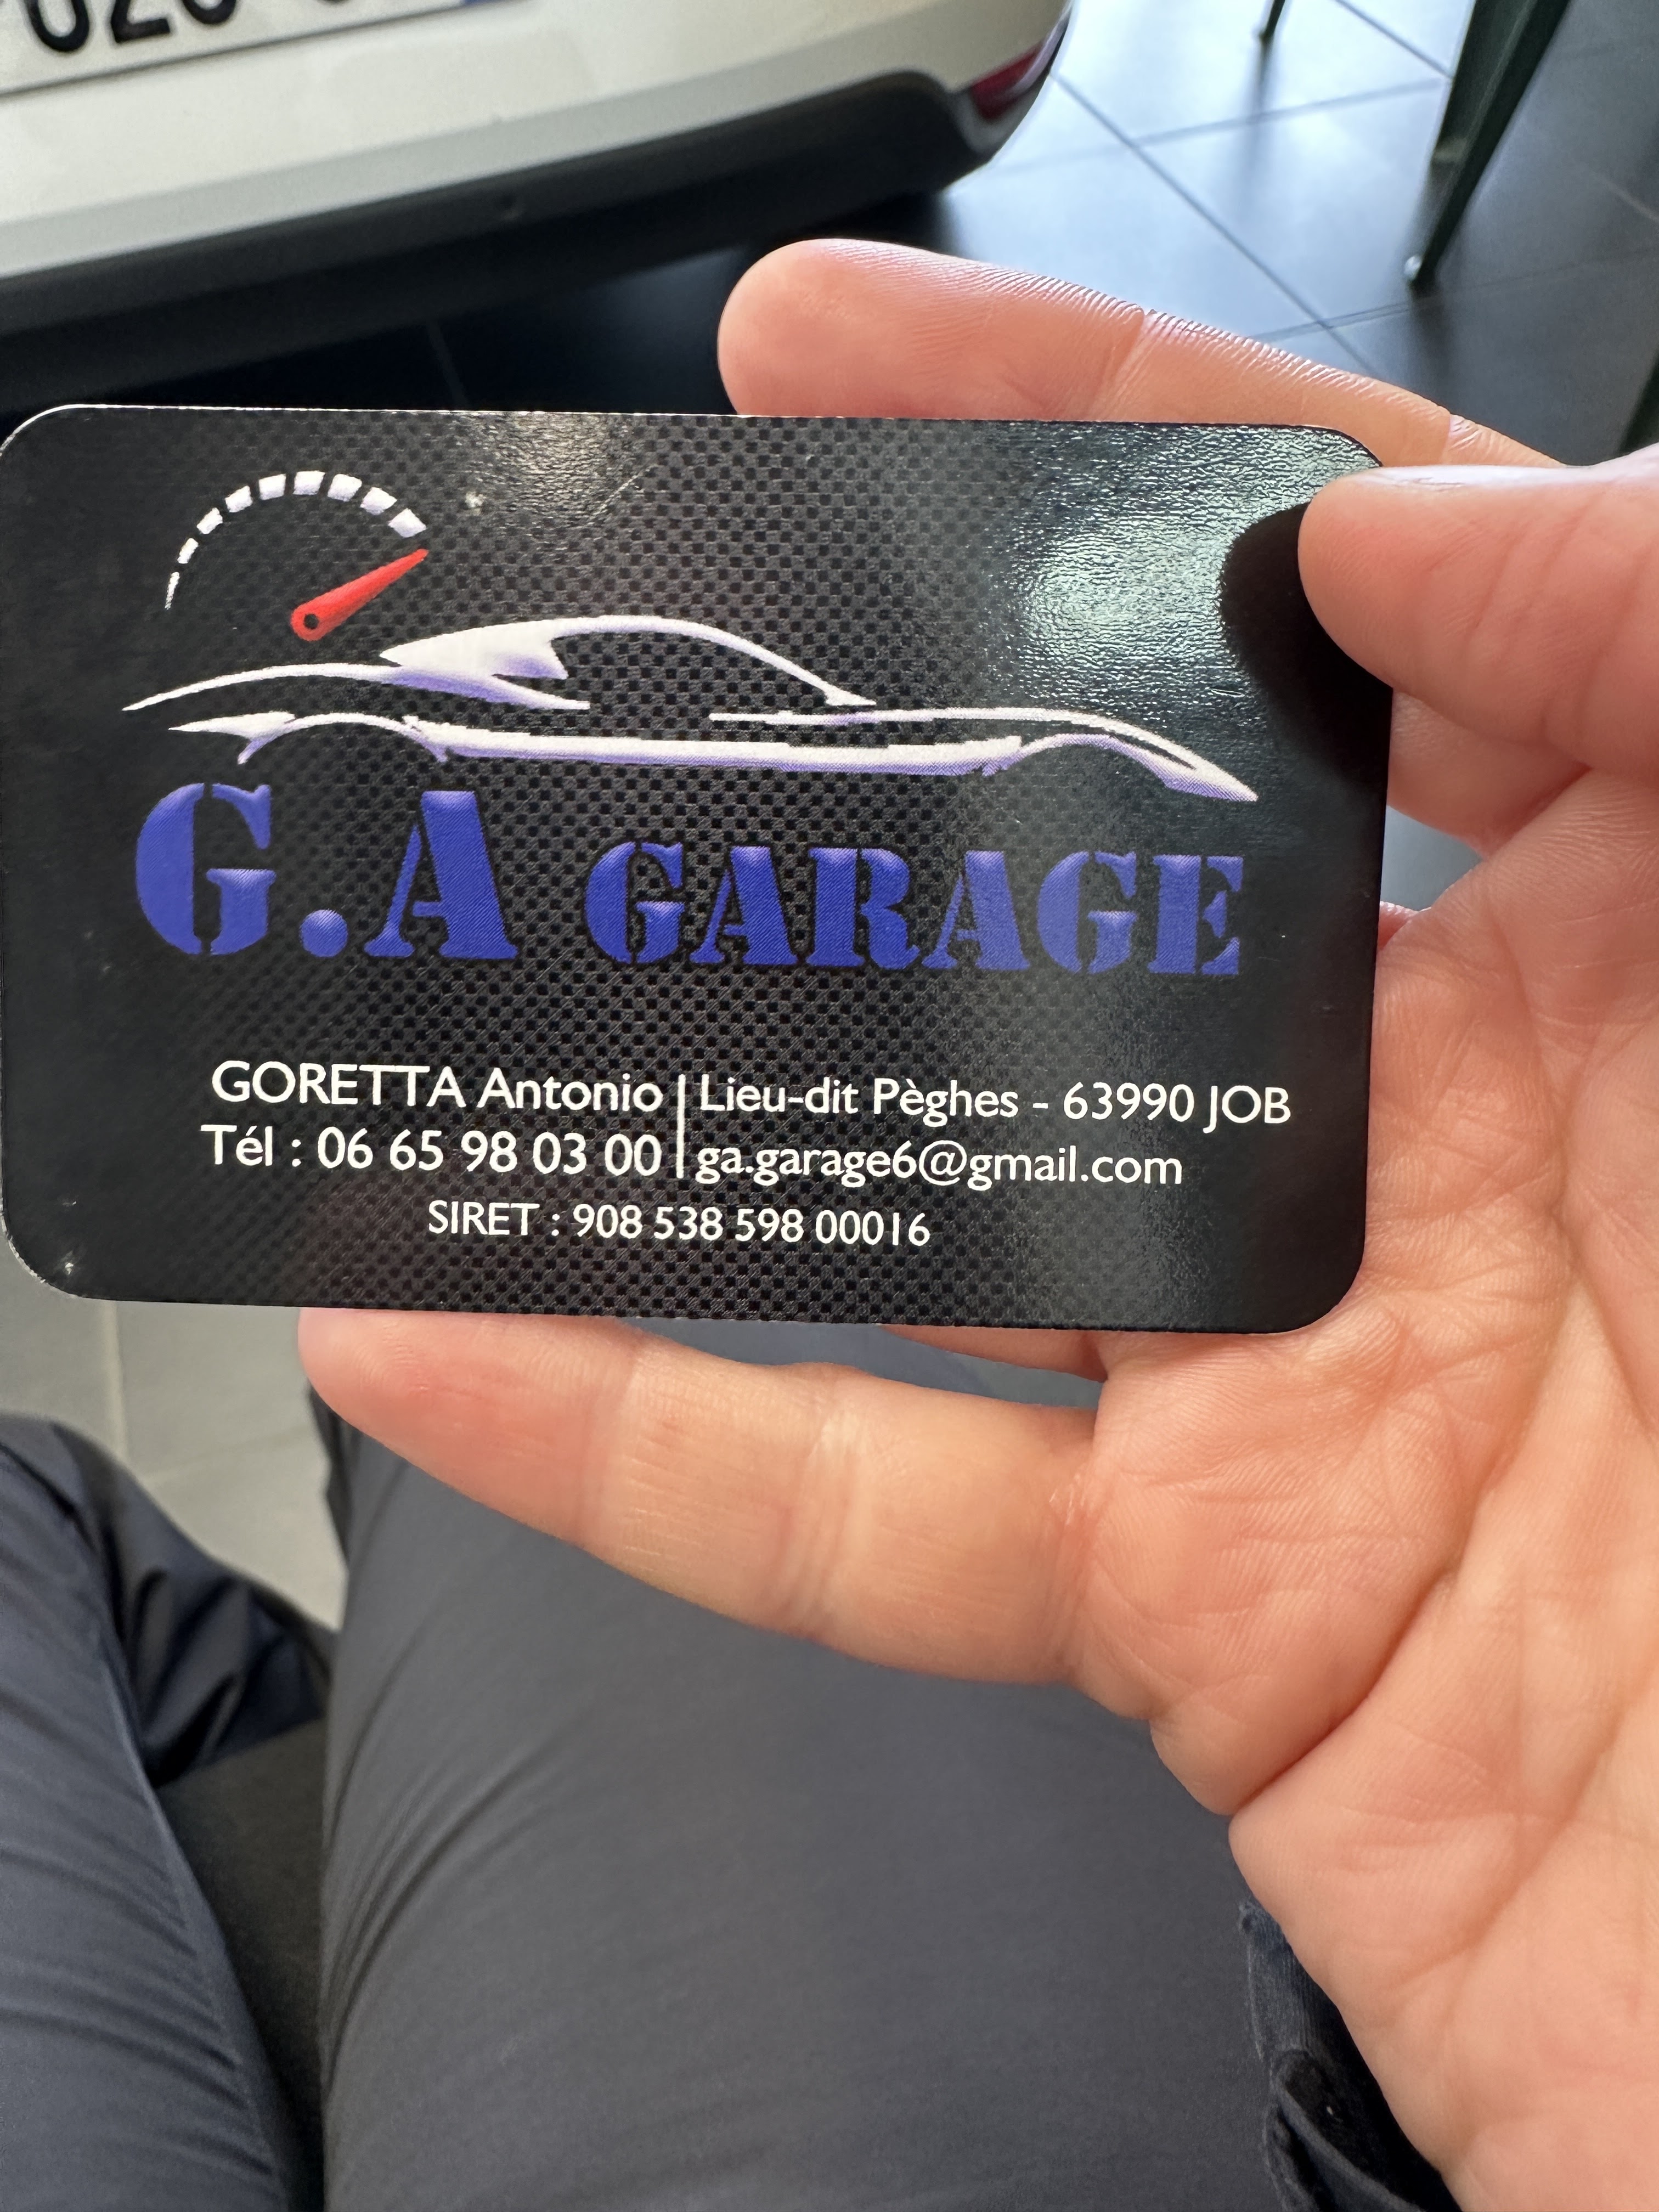 G.A GARAGE
GORETTA Antonio
Tél : 06 65 98 03 00
Lieu-dit Pèghes - 63990 JOB
ga.garage6@gmail.com
SIRET : 908 538 598 00016